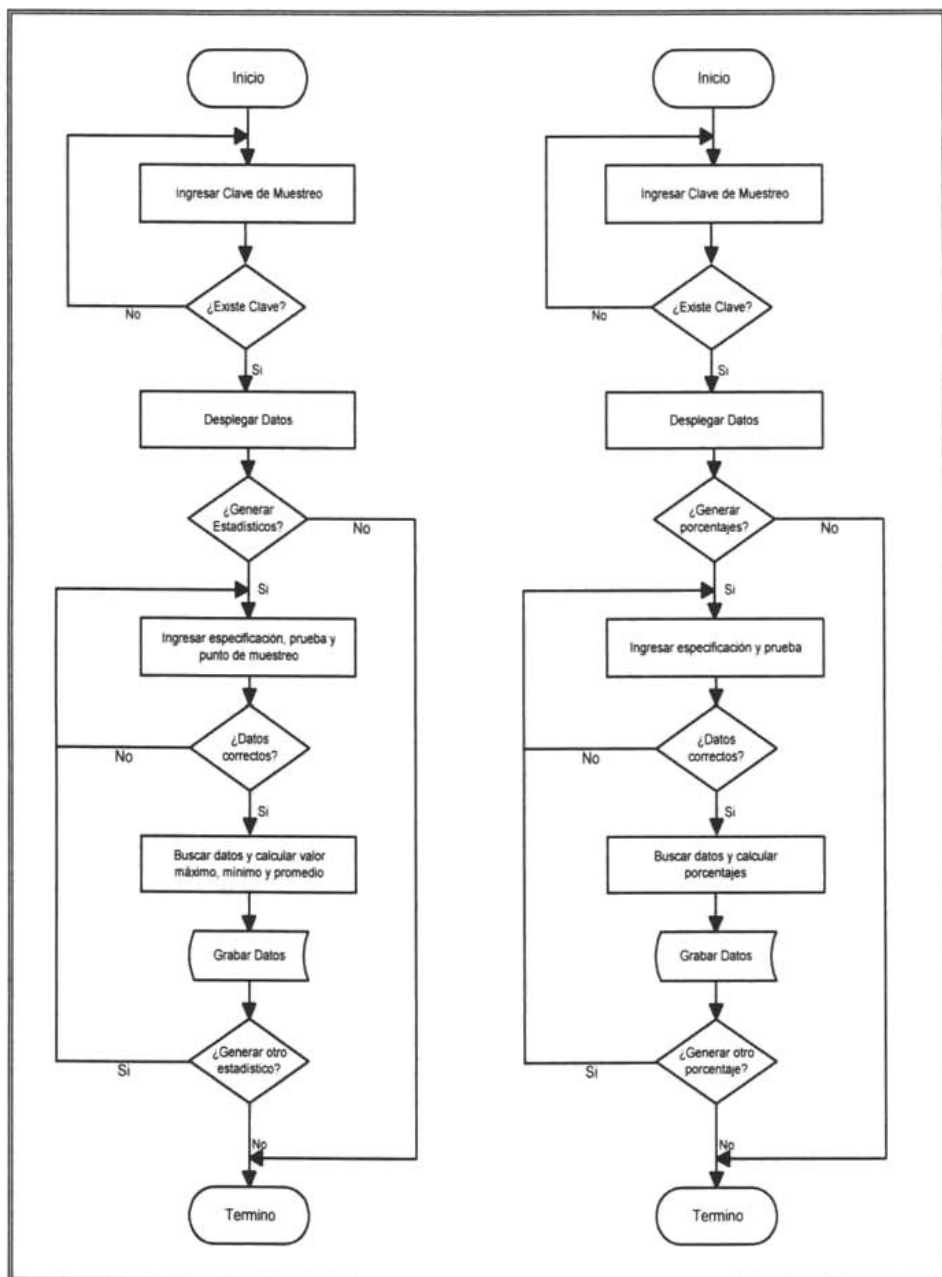 Inicio
Ingresar Clave de Muestreo
¿Existe Clave?
No
Si
Desplegar Datos
¿Generar
Estadísticos?
No
Si
Ingresar especificación, prueba y
punto de muestreo
¿Datos
correctos?
No
Si
Buscar datos y calcular valor
máximo, mínimo y promedio
Grabar Datos
¿Generar otro
estadístico?
Si
No
Termino
Inicio
Ingresar Clave de Muestreo
¿Existe Clave?
No
Si
Desplegar Datos
¿Generar
porcentajes?
No
Si
Ingresar especificación y prueba
¿Datos
correctos?
No
Si
Buscar datos y calcular
porcentajes
Grabar Datos
¿Generar otro
porcentaje?
Si
No
Termino